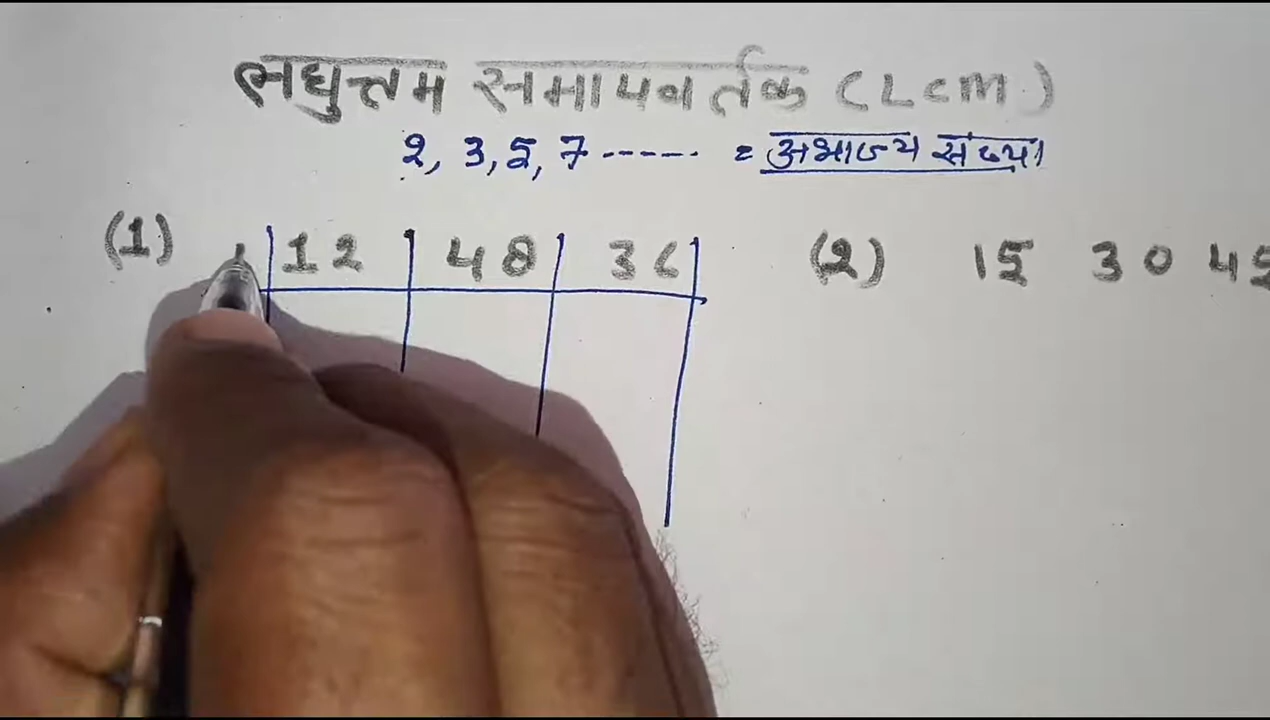 लघुत्तम समापवर्तक (LCM)
2, 3, 5, 7 ------ = अभाज्य संख्या
(1) 12 48 36 (2) 15 30 45